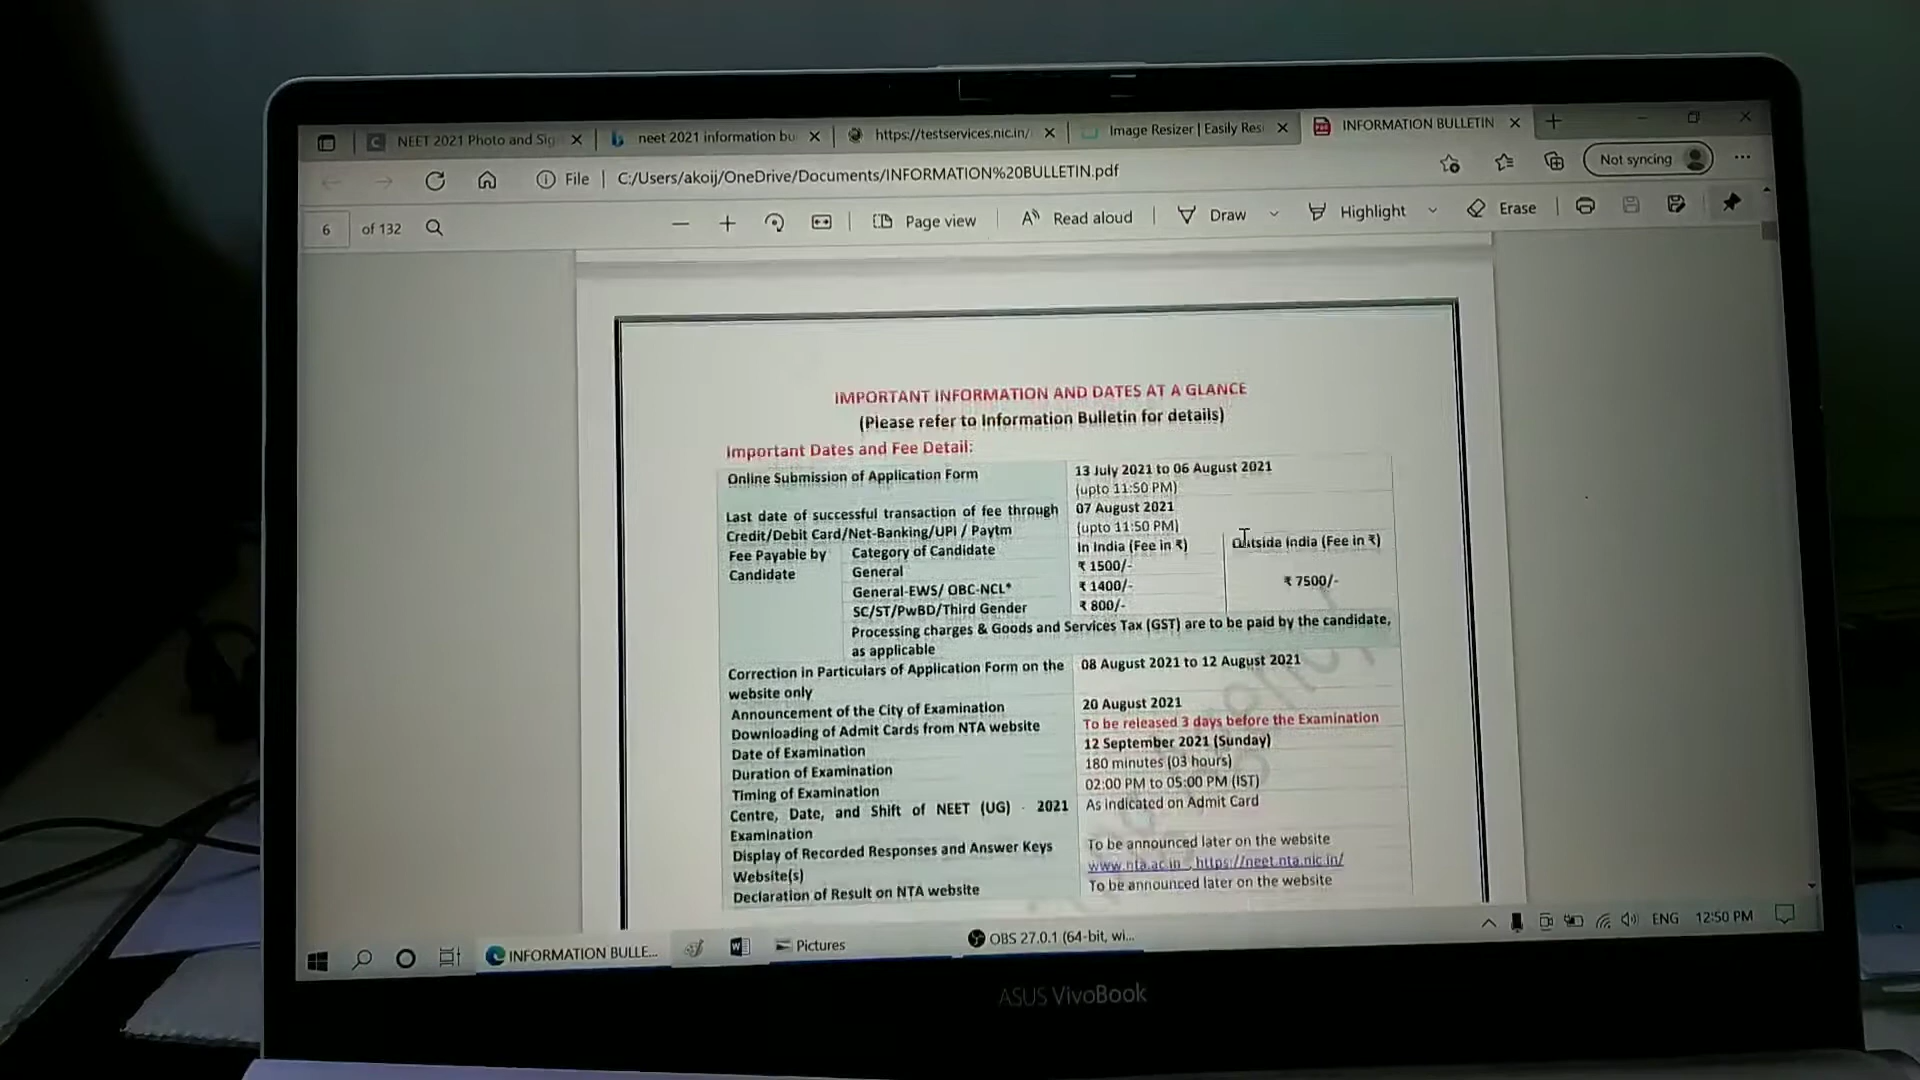 NEET 2021 Photo and Sig
neet 2021 information bu
https://testservices.nic.in/
Image Resizer | Easily Resi
INFORMATION BULLETIN
File | C:/Users/akoij/OneDrive/Documents/INFORMATION%20BULLETIN.pdf
Not syncing
6 of 132
Page view
Read aloud
Draw
Highlight
Erase
IMPORTANT INFORMATION AND DATES AT A GLANCE
(Please refer to Information Bulletin for details)
Important Dates and Fee Detail:
Online Submission of Application Form 13 July 2021 to 06 August 2021
(upto 11:50 PM)
Last date of successful transaction of fee through 07 August 2021
Credit/Debit Card/Net-Banking/UPI / Paytm (upto 11:50 PM)
Fee Payable by Category of Candidate In India (Fee in ₹) Outside India (Fee in ₹)
Candidate General ₹ 1500/- ₹ 7500/-
General-EWS/ OBC-NCL* ₹ 1400/-
SC/ST/PwBD/Third Gender ₹ 800/-
Processing charges & Goods and Services Tax (GST) are to be paid by the candidate,
as applicable
Correction in Particulars of Application Form on the 08 August 2021 to 12 August 2021
website only
Announcement of the City of Examination 20 August 2021
Downloading of Admit Cards from NTA website To be released 3 days before the Examination
Date of Examination 12 September 2021 (Sunday)
Duration of Examination 180 minutes (03 hours)
Timing of Examination 02:00 PM to 05:00 PM (IST)
Centre, Date, and Shift of NEET (UG) - 2021 As indicated on Admit Card
Examination
Display of Recorded Responses and Answer Keys To be announced later on the website
Website(s) www.nta.ac.in , https://neet.nta.nic.in/
Declaration of Result on NTA website To be announced later on the website
INFORMATION BULLE...
Pictures
OBS 27.0.1 (64-bit, wi...
ENG 12:50 PM
ASUS VivoBook